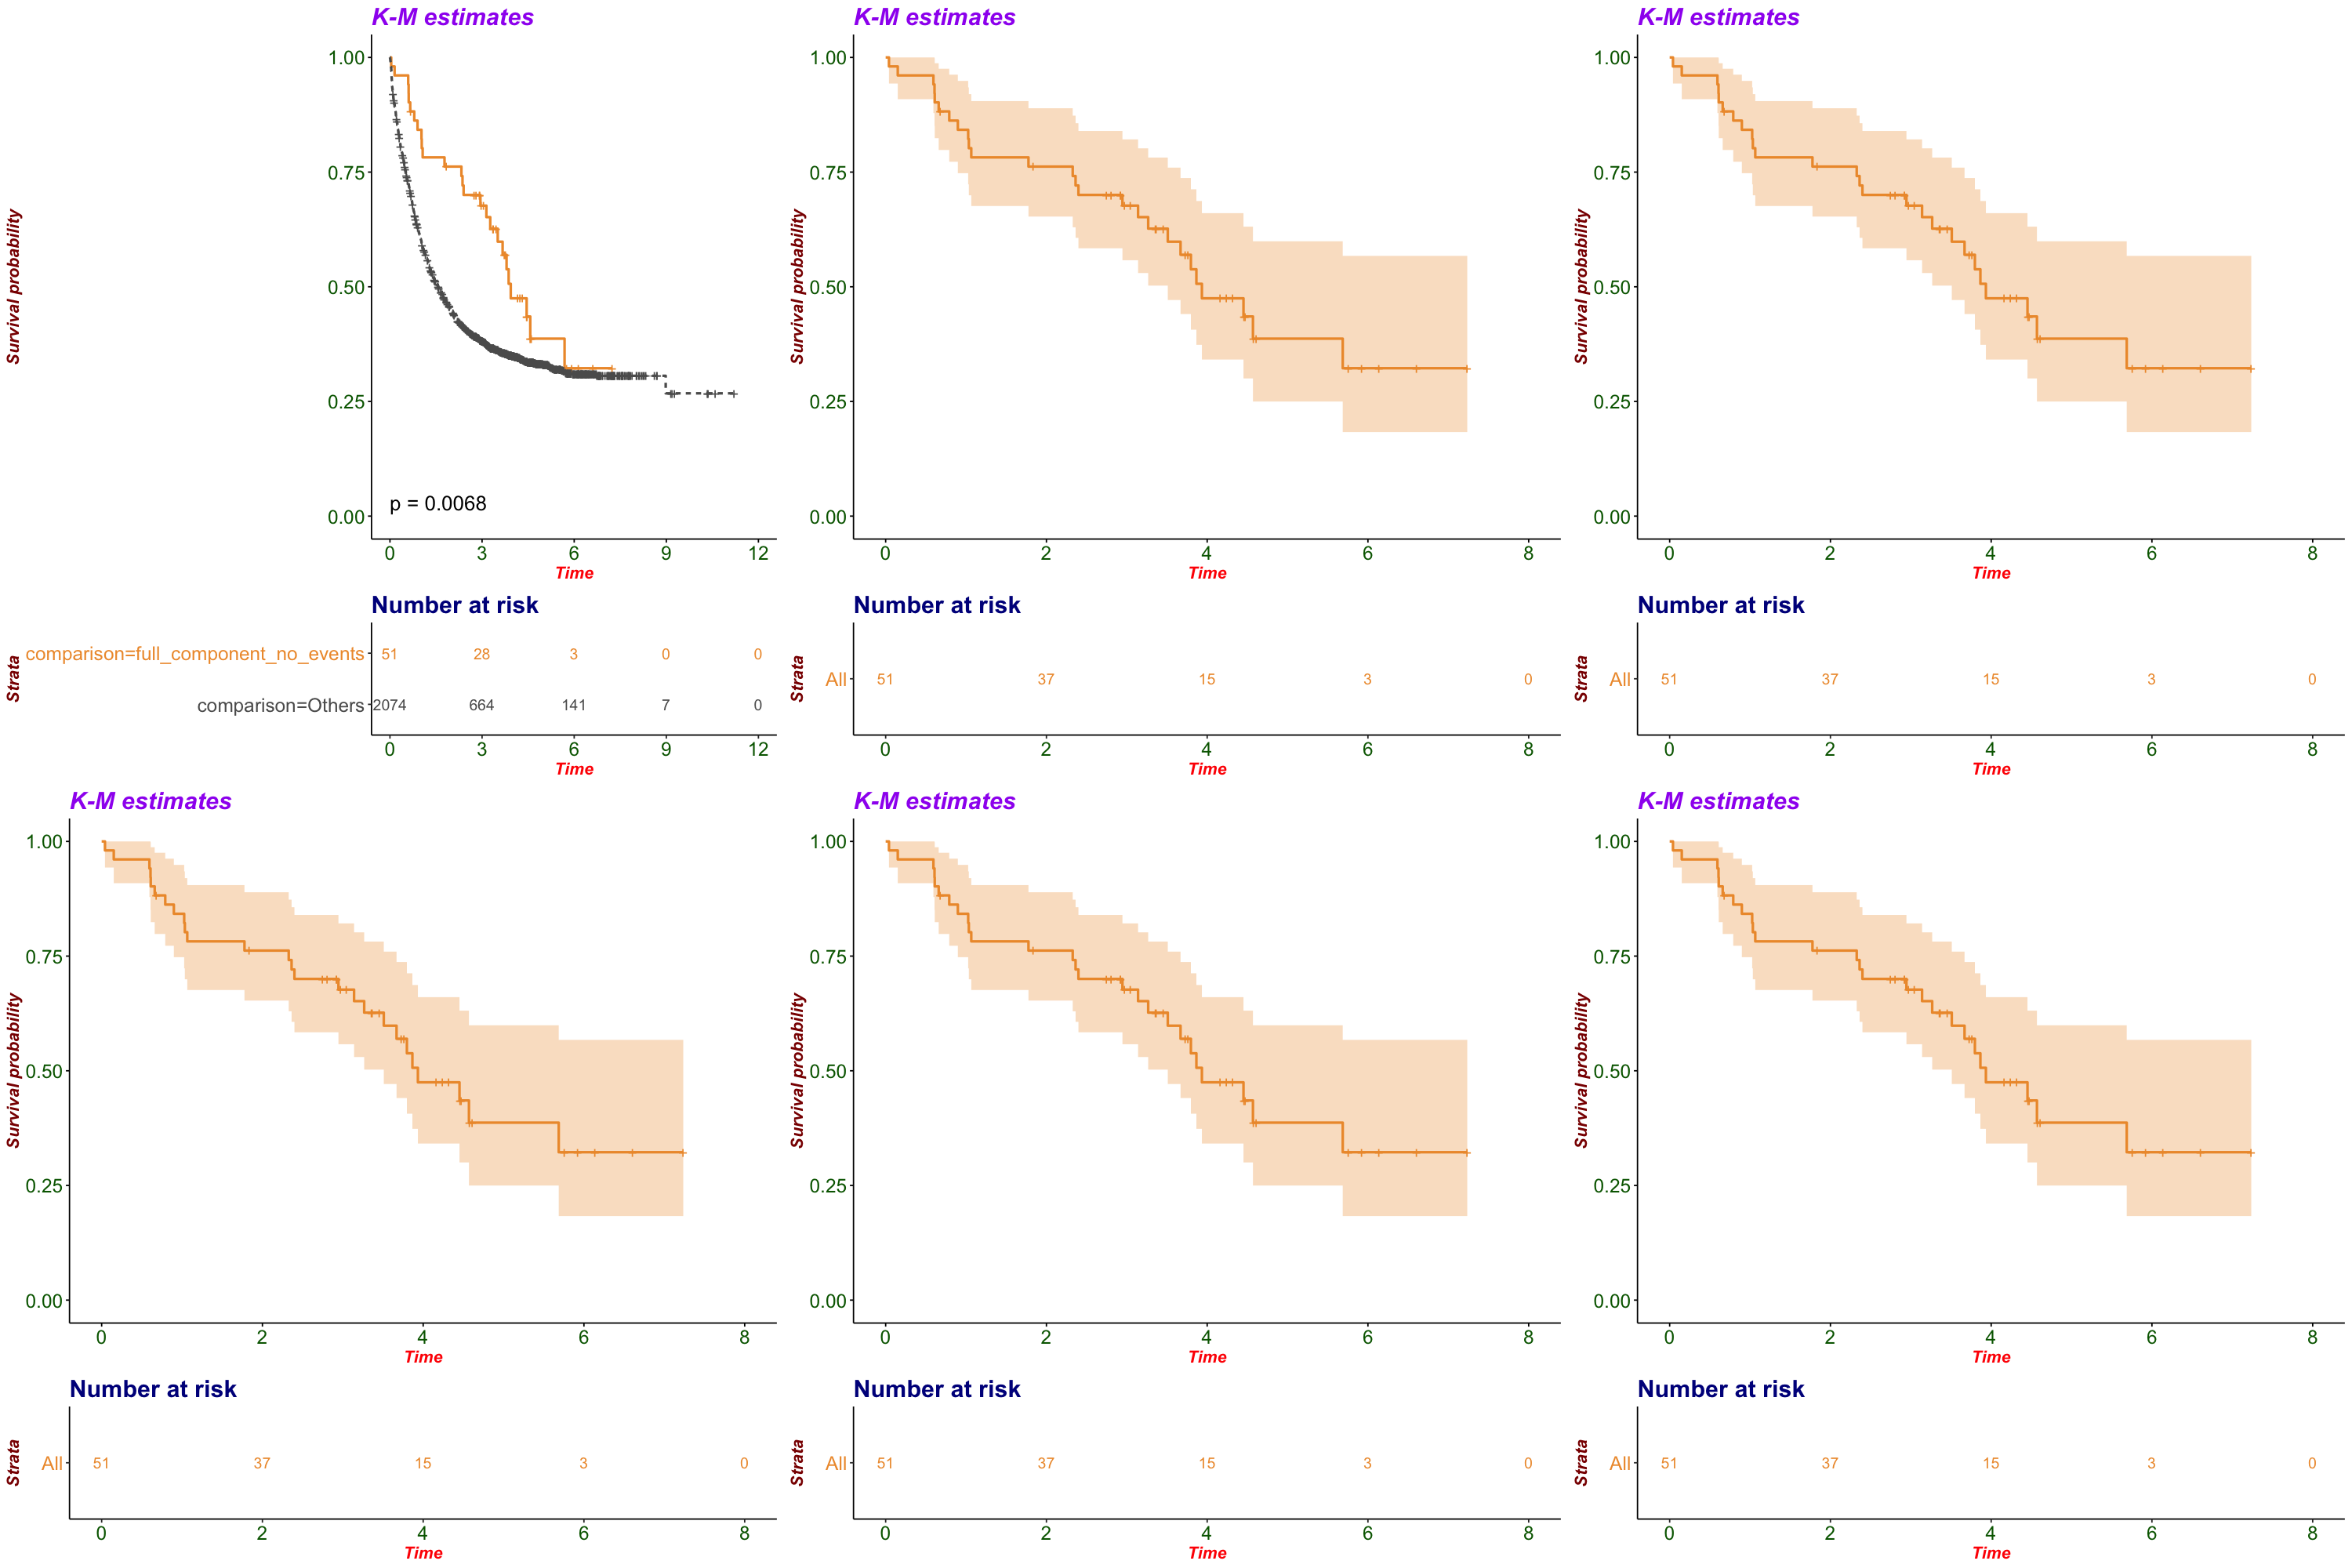 K-M estimates
Survival probability
1.00
0.75
0.50
0.25
0.00
p = 0.0068
0 3 6 9 12
Time
Number at risk
Strata
comparison=full_component_no_events 51 28 3 0 0
comparison=Others 2074 664 141 7 0
0 3 6 9 12
Time
K-M estimates
Survival probability
1.00
0.75
0.50
0.25
0.00
0 2 4 6 8
Time
Number at risk
Strata
All 51 37 15 3 0
0 2 4 6 8
Time
K-M estimates
Survival probability
1.00
0.75
0.50
0.25
0.00
0 2 4 6 8
Time
Number at risk
Strata
All 51 37 15 3 0
0 2 4 6 8
Time
K-M estimates
Survival probability
1.00
0.75
0.50
0.25
0.00
0 2 4 6 8
Time
Number at risk
Strata
All 51 37 15 3 0
0 2 4 6 8
Time
K-M estimates
Survival probability
1.00
0.75
0.50
0.25
0.00
0 2 4 6 8
Time
Number at risk
Strata
All 51 37 15 3 0
0 2 4 6 8
Time
K-M estimates
Survival probability
1.00
0.75
0.50
0.25
0.00
0 2 4 6 8
Time
Number at risk
Strata
All 51 37 15 3 0
0 2 4 6 8
Time